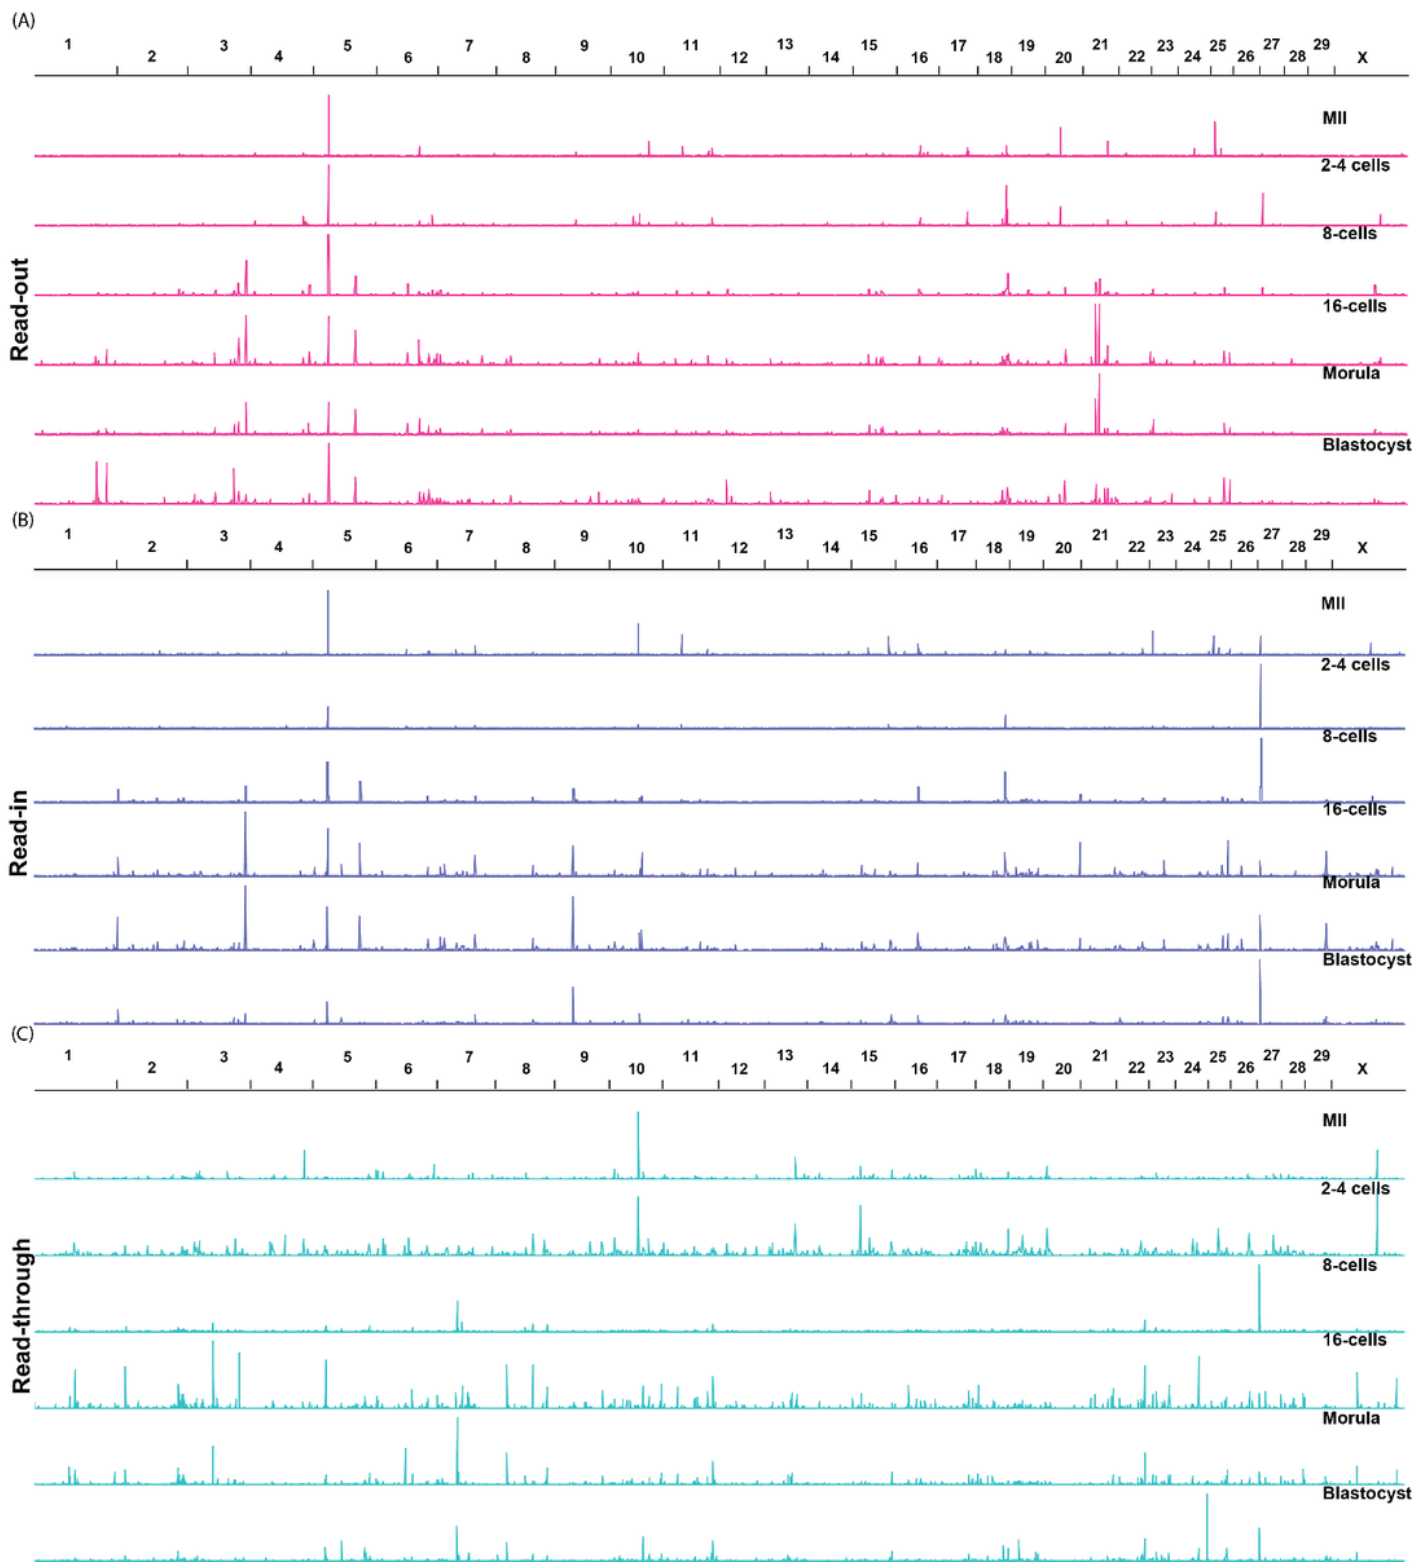 (A)
1 2 3 4 5 6 7 8 9 10 11 12 13 14 15 16 17 18 19 20 21 22 23 24 25 26 27 28 29 X
MII
2-4 cells
8-cells
16-cells
Morula
Blastocyst
Read-out
(B)
1 2 3 4 5 6 7 8 9 10 11 12 13 14 15 16 17 18 19 20 21 22 23 24 25 26 27 28 29 X
MII
2-4 cells
8-cells
16-cells
Morula
Blastocyst
Read-in
(C)
1 2 3 4 5 6 7 8 9 10 11 12 13 14 15 16 17 18 19 20 21 22 23 24 25 26 27 28 29 X
MII
2-4 cells
8-cells
16-cells
Morula
Blastocyst
Read-through